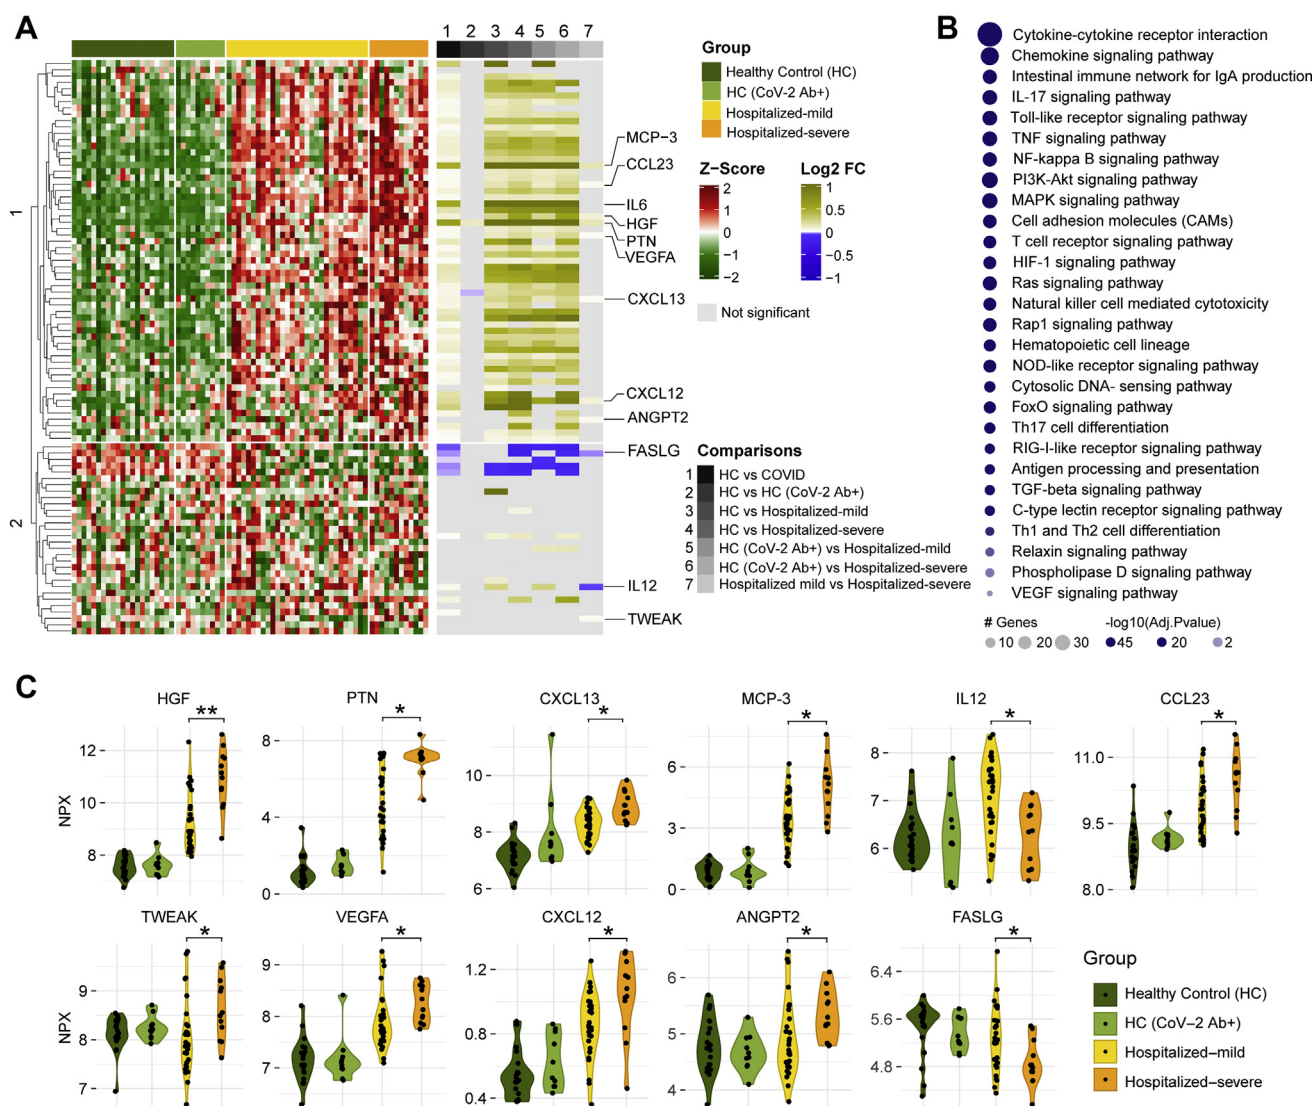 A
1 2 3 4 5 6 7
1
2
MCP−3
CCL23
IL6
HGF
PTN
VEGFA
CXCL13
CXCL12
ANGPT2
FASLG
IL12
TWEAK
Group
Healthy Control (HC)
HC (CoV-2 Ab+)
Hospitalized-mild
Hospitalized-severe
Z−Score
2
1
0
−1
−2
Log2 FC
1
0.5
0
−0.5
−1
Not significant
Comparisons
1 HC vs COVID
2 HC vs HC (CoV-2 Ab+)
3 HC vs Hospitalized-mild
4 HC vs Hospitalized-severe
5 HC (CoV-2 Ab+) vs Hospitalized-mild
6 HC (CoV-2 Ab+) vs Hospitalized-severe
7 Hospitalized mild vs Hospitalized-severe
B
Cytokine-cytokine receptor interaction
Chemokine signaling pathway
Intestinal immune network for IgA production
IL-17 signaling pathway
Toll-like receptor signaling pathway
TNF signaling pathway
NF-kappa B signaling pathway
PI3K-Akt signaling pathway
MAPK signaling pathway
Cell adhesion molecules (CAMs)
T cell receptor signaling pathway
HIF-1 signaling pathway
Ras signaling pathway
Natural killer cell mediated cytotoxicity
Rap1 signaling pathway
Hematopoietic cell lineage
NOD-like receptor signaling pathway
Cytosolic DNA- sensing pathway
FoxO signaling pathway
Th17 cell differentiation
RIG-I-like receptor signaling pathway
Antigen processing and presentation
TGF-beta signaling pathway
C-type lectin receptor signaling pathway
Th1 and Th2 cell differentiation
Relaxin signaling pathway
Phospholipase D signaling pathway
VEGF signaling pathway
# Genes
10 20 30
-log10(Adj.Pvalue)
45 20 2
C
HGF
**
NPX
12
10
8
PTN
*
8
4
0
CXCL13
*
10
8
6
MCP-3
*
6
3
0
IL12
*
8
7
6
CCL23
*
11.0
9.5
8.0
TWEAK
*
NPX
9
8
7
VEGFA
*
9
8
7
CXCL12
*
1.2
0.8
0.4
ANGPT2
*
6
5
4
FASLG
*
6.4
5.6
4.8
Group
Healthy Control (HC)
HC (CoV−2 Ab+)
Hospitalized−mild
Hospitalized−severe